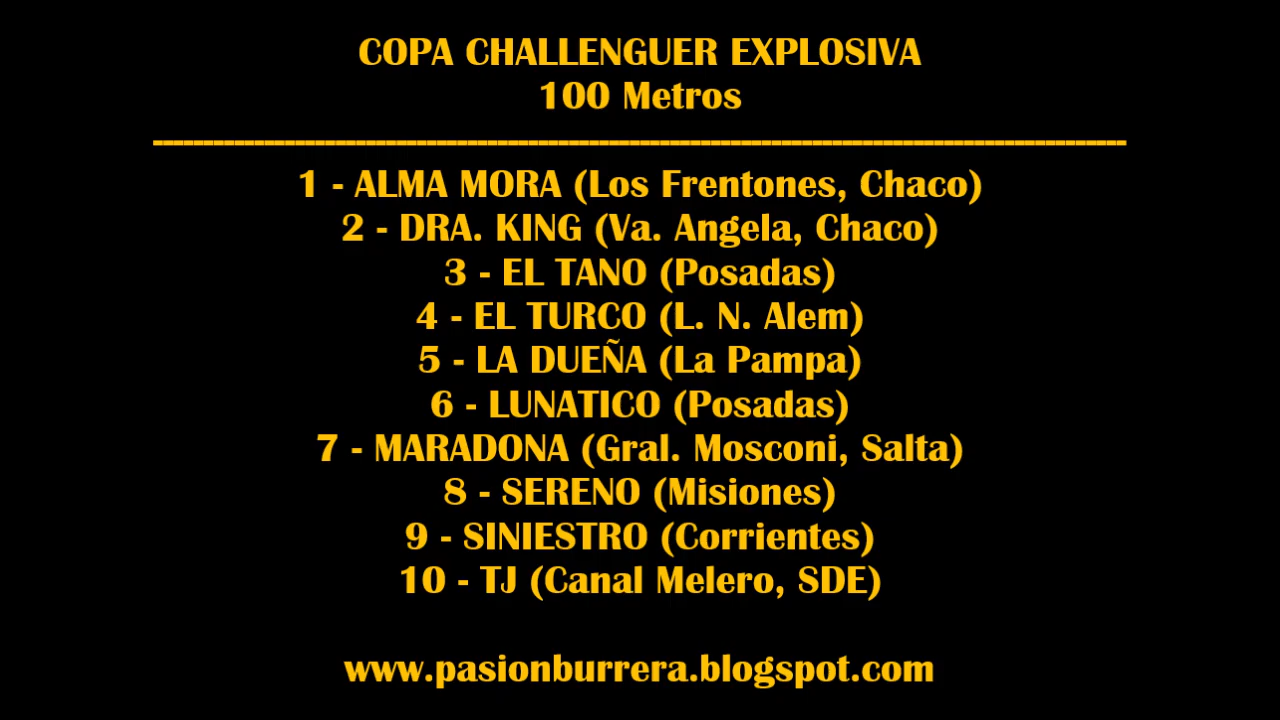 COPA CHALLENGUER EXPLOSIVA
100 Metros
--------------------------------------------------------------------------------
1 - ALMA MORA (Los Frentones, Chaco)
2 - DRA. KING (Va. Angela, Chaco)
3 - EL TANO (Posadas)
4 - EL TURCO (L. N. Alem)
5 - LA DUEÑA (La Pampa)
6 - LUNATICO (Posadas)
7 - MARADONA (Gral. Mosconi, Salta)
8 - SERENO (Misiones)
9 - SINIESTRO (Corrientes)
10 - TJ (Canal Melero, SDE)
www.pasionburrera.blogspot.com